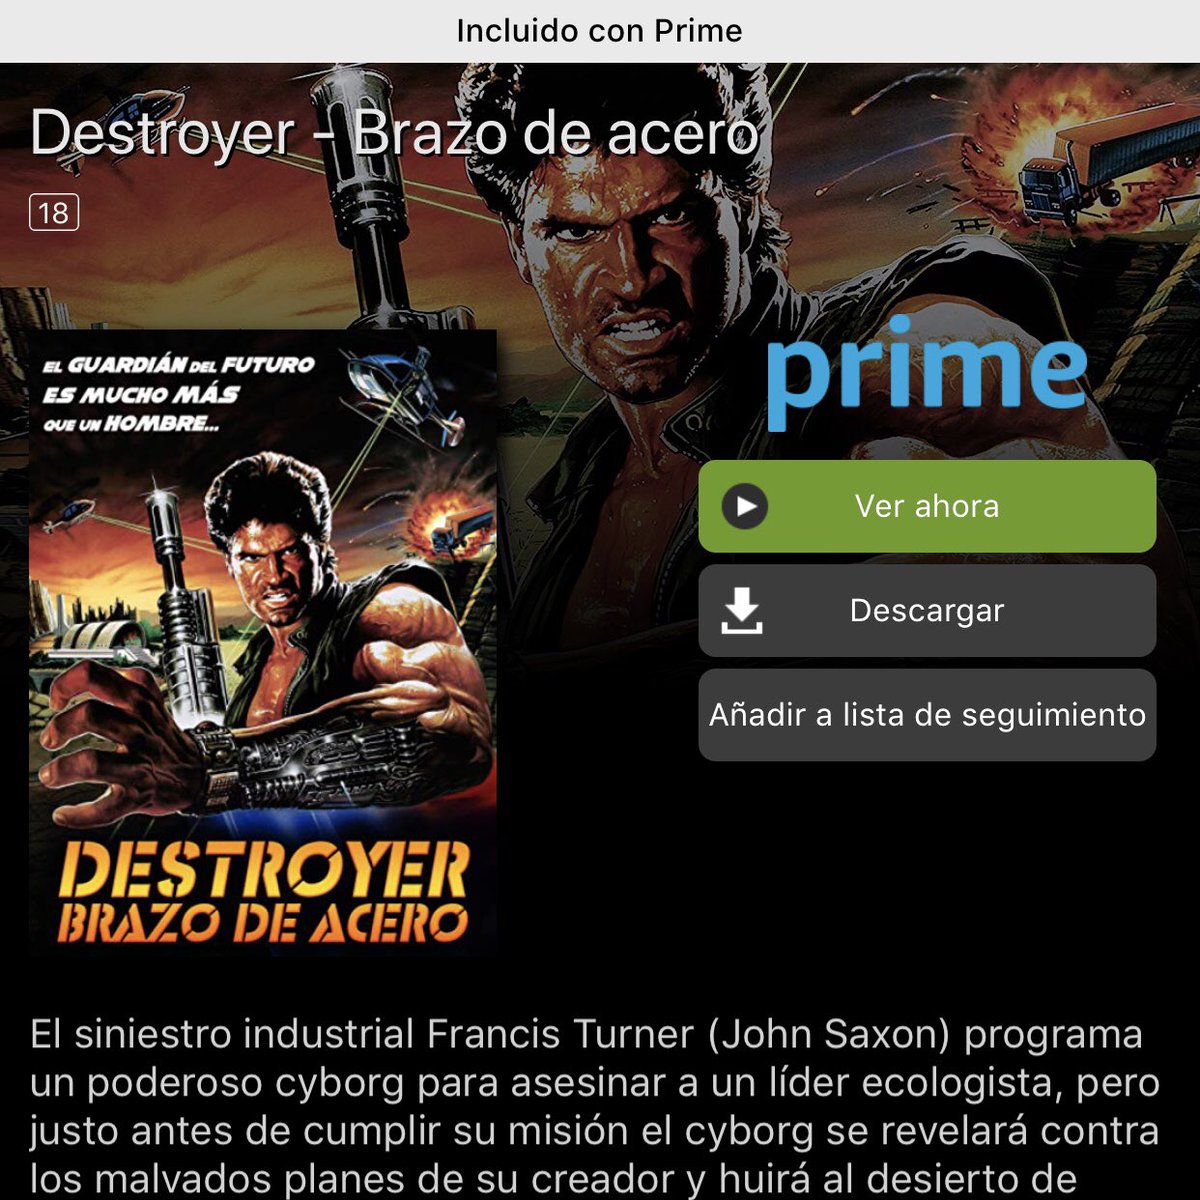 Incluido con Prime
Destroyer - Brazo de acero
18
prime
EL GUARDIÁN DEL FUTURO
ES MUCHO MÁS
QUE UN HOMBRE...
Ver ahora
Descargar
Añadir a lista de seguimiento
DESTROYER
BRAZO DE ACERO
El siniestro industrial Francis Turner (John Saxon) programa
un poderoso cyborg para asesinar a un líder ecologista, pero
justo antes de cumplir su misión el cyborg se revelará contra
los malvados planes de su creador y huirá al desierto de